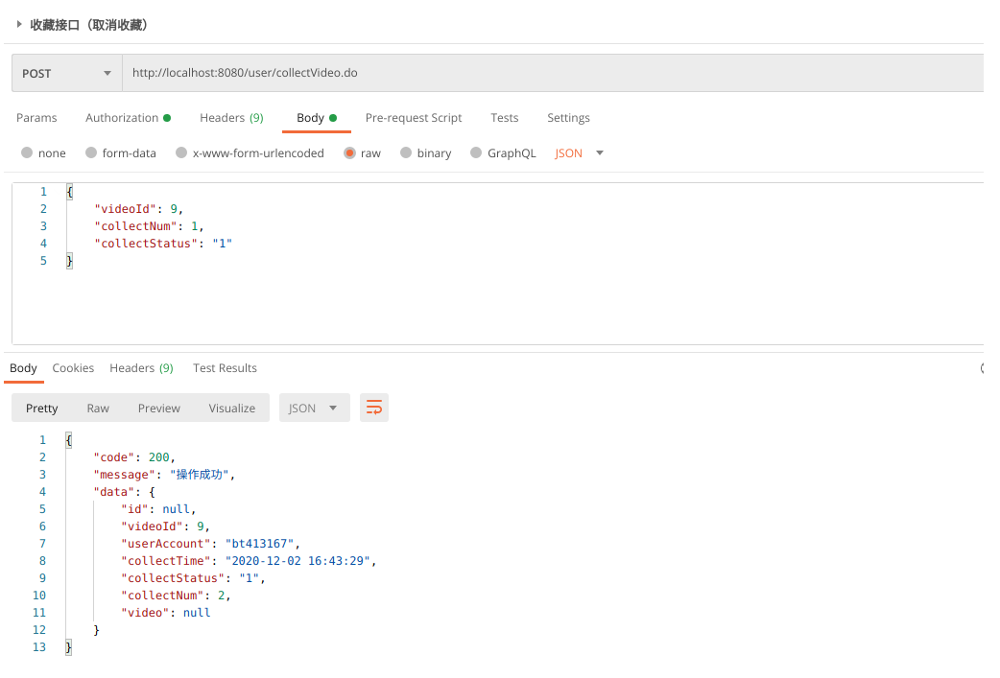 收藏接口（取消收藏）
POST http://localhost:8080/user/collectVideo.do
Params Authorization Headers (9) Body Pre-request Script Tests Settings
none form-data x-www-form-urlencoded raw binary GraphQL JSON
1 {
2 "videoId": 9,
3 "collectNum": 1,
4 "collectStatus": "1"
5 }
Body Cookies Headers (9) Test Results
Pretty Raw Preview Visualize JSON
1 {
2 "code": 200,
3 "message": "操作成功",
4 "data": {
5 "id": null,
6 "videoId": 9,
7 "userAccount": "bt413167",
8 "collectTime": "2020-12-02 16:43:29",
9 "collectStatus": "1",
10 "collectNum": 2,
11 "video": null
12 }
13 }